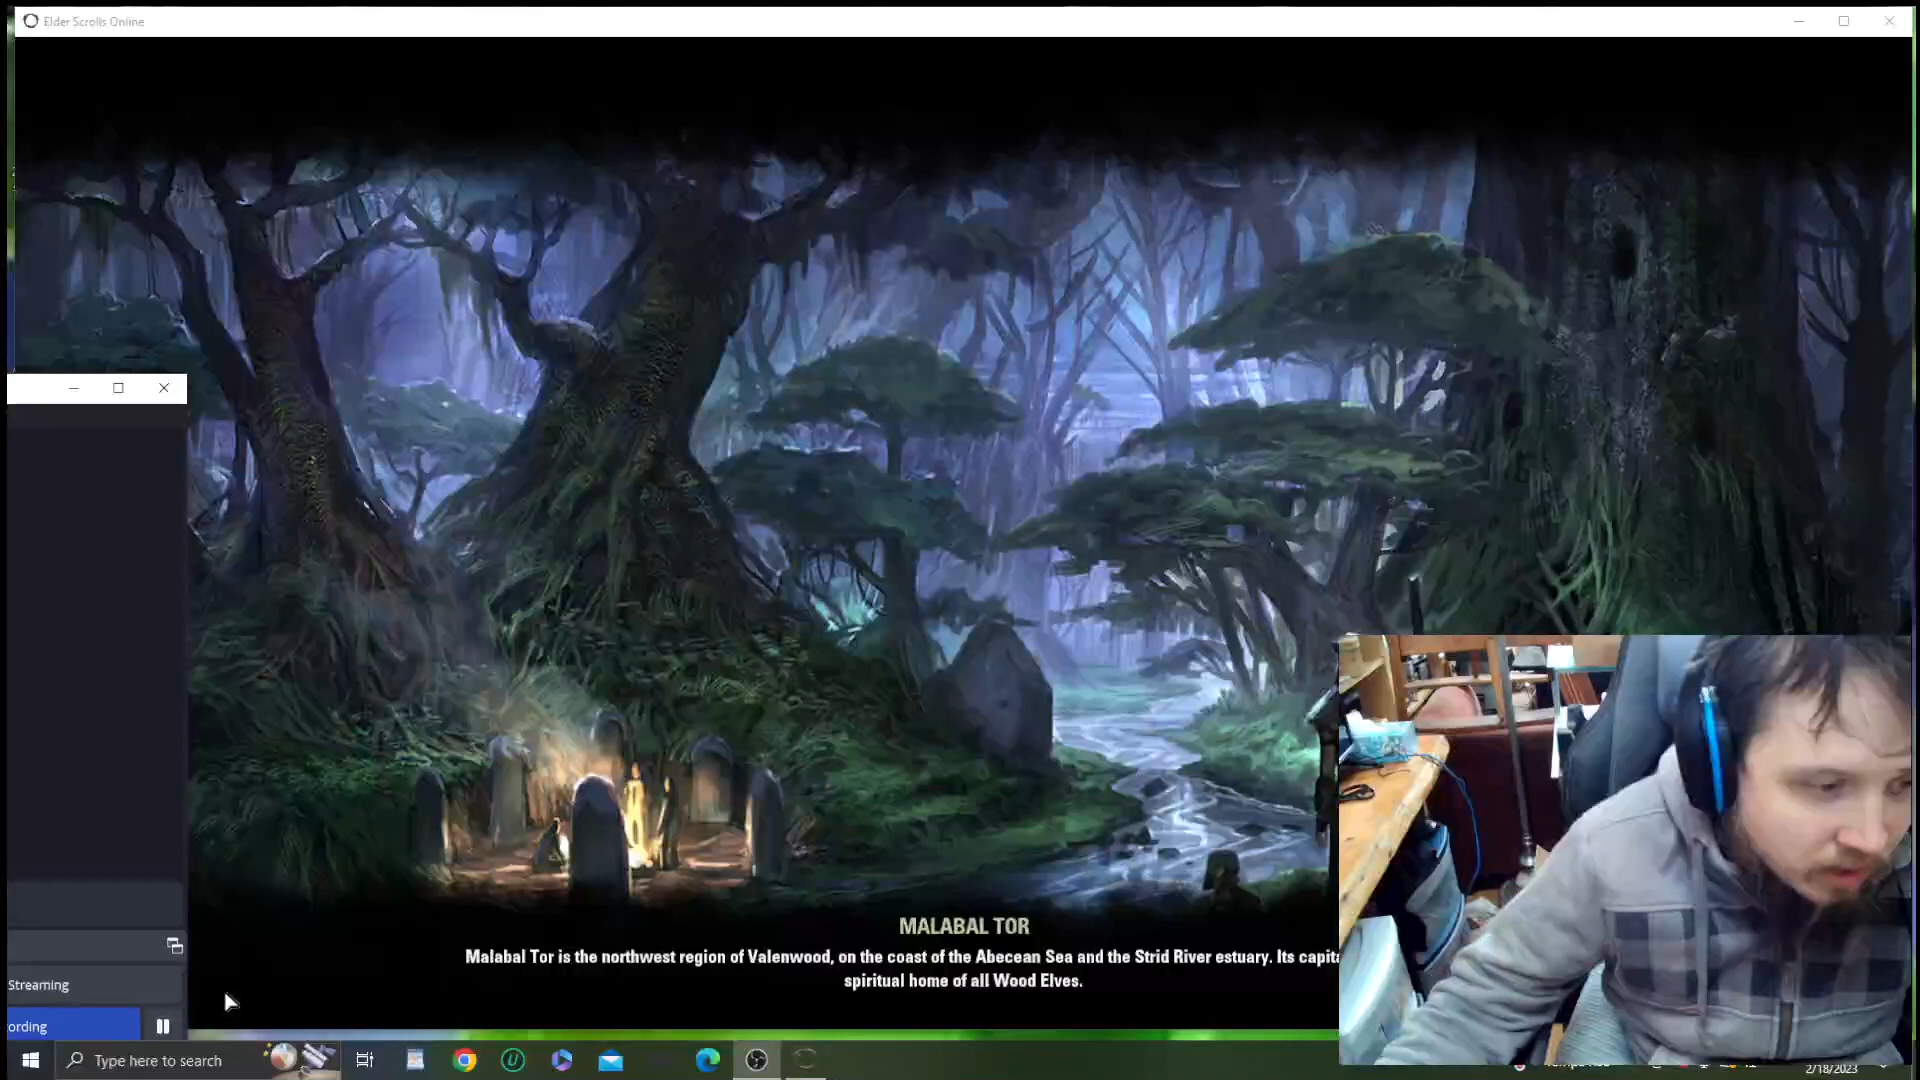 Elder Scrolls Online
MALABAL TOR
Malabal Tor is the northwest region of Valenwood, on the coast of the Abecean Sea and the Strid River estuary. Its capita
spiritual home of all Wood Elves.
Streaming
ording
Type here to search
2/18/2023